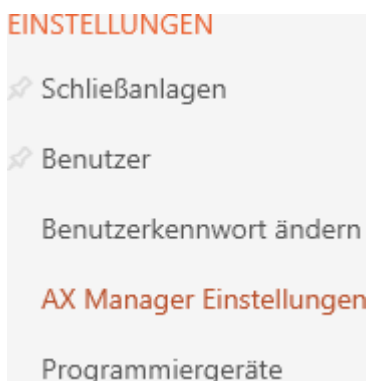 EINSTELLUNGEN
Schließanlagen
Benutzer
Benutzerkennwort ändern
AX Manager Einstellungen
Programmiergeräte